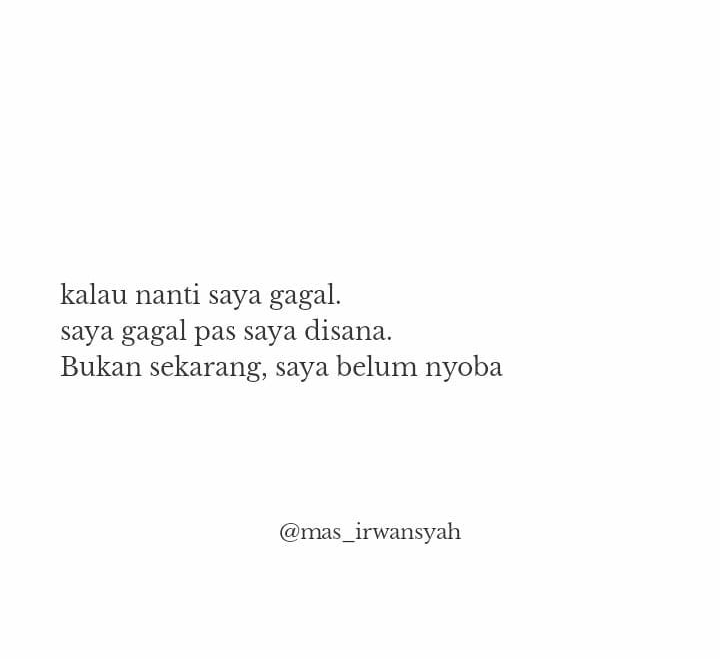 kalau nanti saya gagal.
saya gagal pas saya disana.
Bukan sekarang, saya belum nyoba
@mas_irwansyah